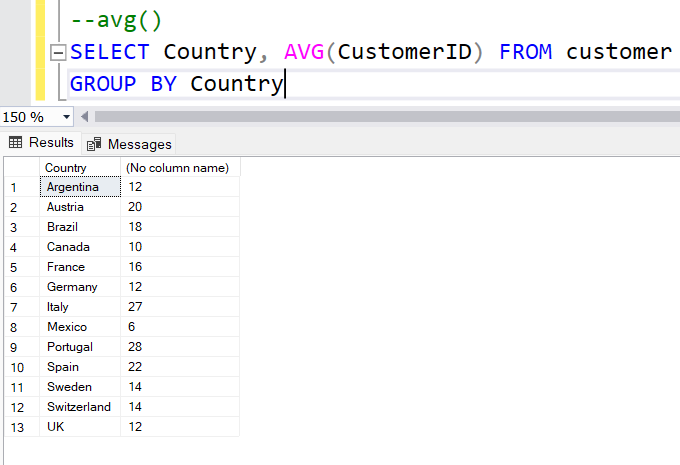 --avg()
SELECT Country, AVG(CustomerID) FROM customer
GROUP BY Country
150 %
Results Messages
Country (No column name)
1 Argentina 12
2 Austria 20
3 Brazil 18
4 Canada 10
5 France 16
6 Germany 12
7 Italy 27
8 Mexico 6
9 Portugal 28
10 Spain 22
11 Sweden 14
12 Switzerland 14
13 UK 12